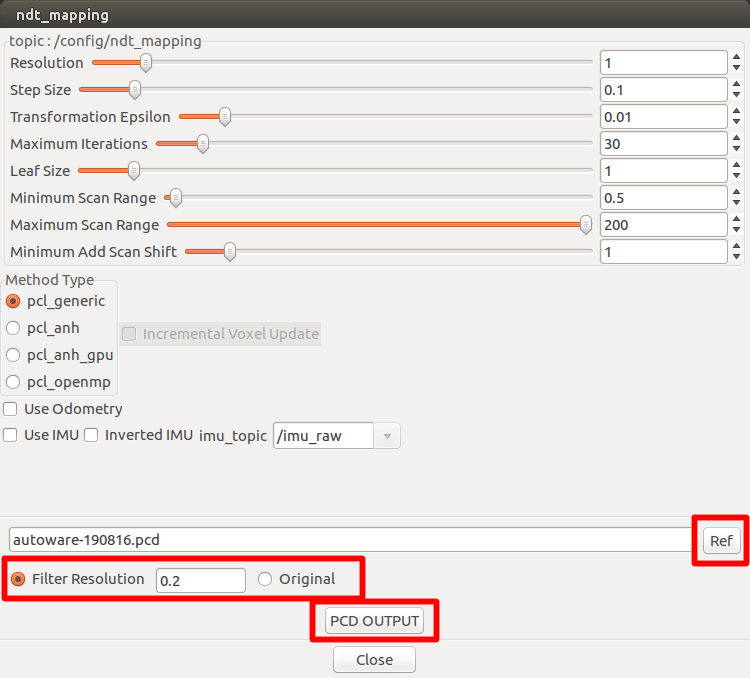 ndt_mapping
topic:/config/ndt_mapping
Resolution 1
Step Size 0.1
Transformation Epsilon 0.01
Maximum Iterations 30
Leaf Size 1
Minimum Scan Range 0.5
Maximum Scan Range 200
Minimum Add Scan Shift 1
Method Type
pcl_generic
pcl_anh Incremental Voxel Update
pcl_anh_gpu
pcl_openmp
Use Odometry
Use IMU Inverted IMU imu_topic /imu_raw
autoware-190816.pcd Ref
Filter Resolution 0.2 Original
PCD OUTPUT
Close